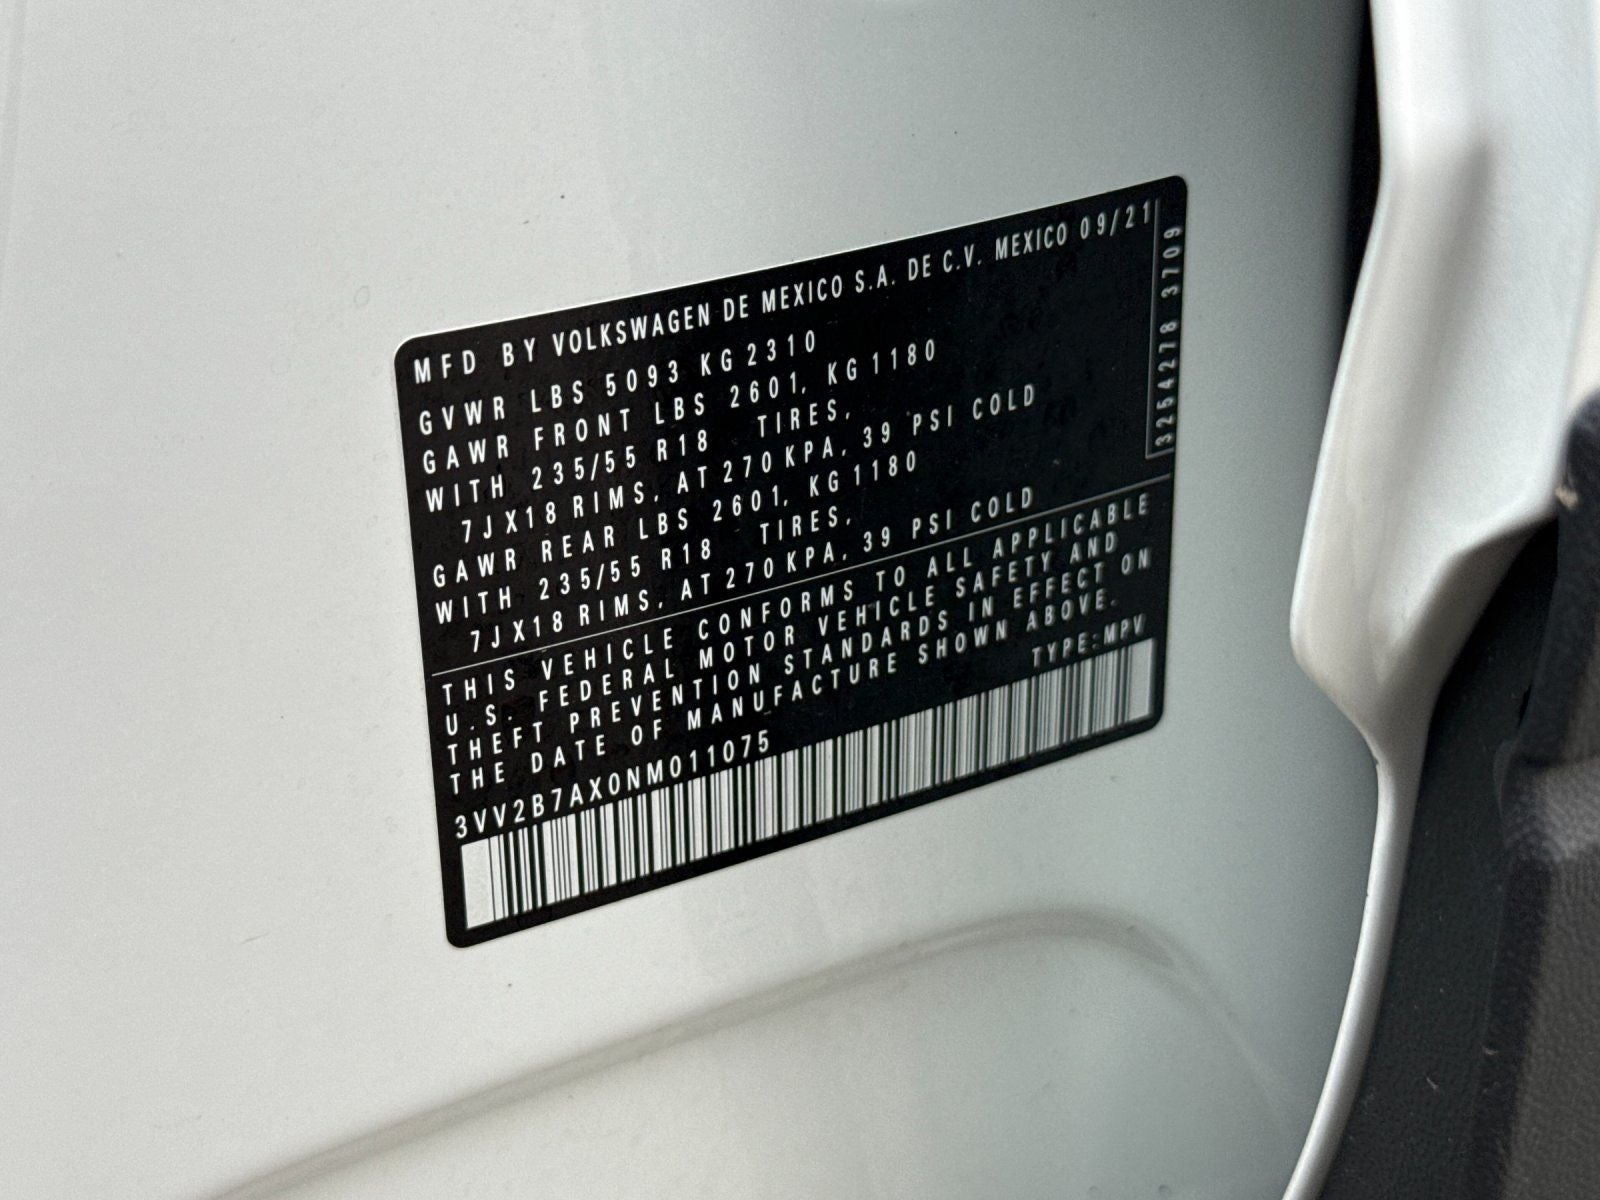 MFD BY VOLKSWAGEN DE MEXICO S.A. DE C.V. MEXICO 09/21
GVWR LBS 5093 KG 2310
GAWR FRONT LBS 2601, KG 1180
WITH 235/55 R18 TIRES,
7JX18 RIMS, AT 270 KPA, 39 PSI COLD
GAWR REAR LBS 2601, KG 1180
WITH 235/55 R18 TIRES,
7JX18 RIMS, AT 270 KPA, 39 PSI COLD
3254278 3709
THIS VEHICLE CONFORMS TO ALL APPLICABLE
U.S. FEDERAL MOTOR VEHICLE SAFETY AND
THEFT PREVENTION STANDARDS IN EFFECT ON
THE DATE OF MANUFACTURE SHOWN ABOVE.
3VV2B7AX0NM011075 TYPE:MPV